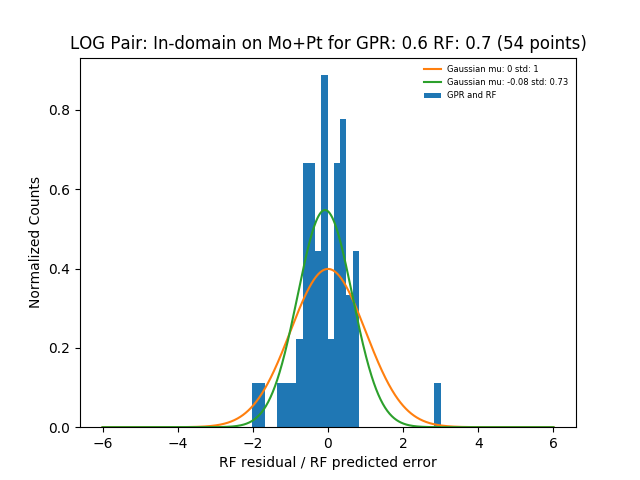 LOG Pair: In-domain on Mo+Pt for GPR: 0.6 RF: 0.7 (54 points)
Gaussian mu: 0 std: 1
Gaussian mu: -0.08 std: 0.73
GPR and RF
Normalized Counts
0.8
0.6
0.4
0.2
0.0
−6 −4 −2 0 2 4 6
RF residual / RF predicted error